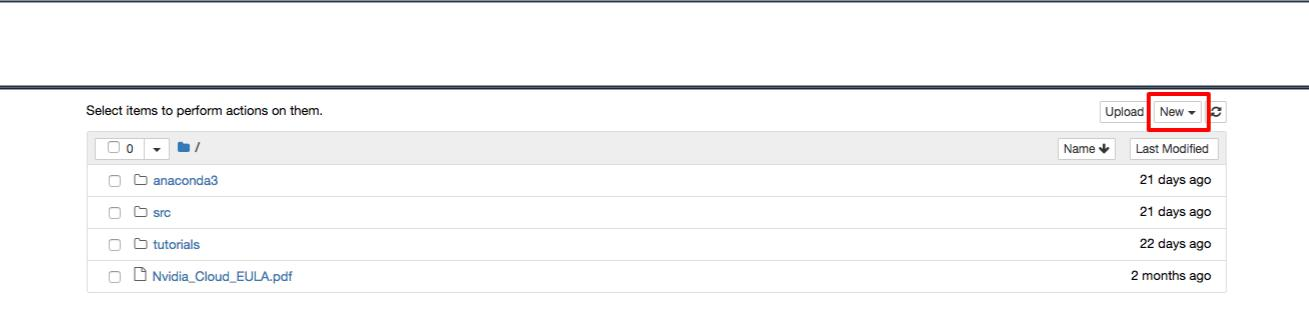 Select items to perform actions on them. Upload New
0 / Name Last Modified
anaconda3 21 days ago
src 21 days ago
tutorials 22 days ago
Nvidia_Cloud_EULA.pdf 2 months ago